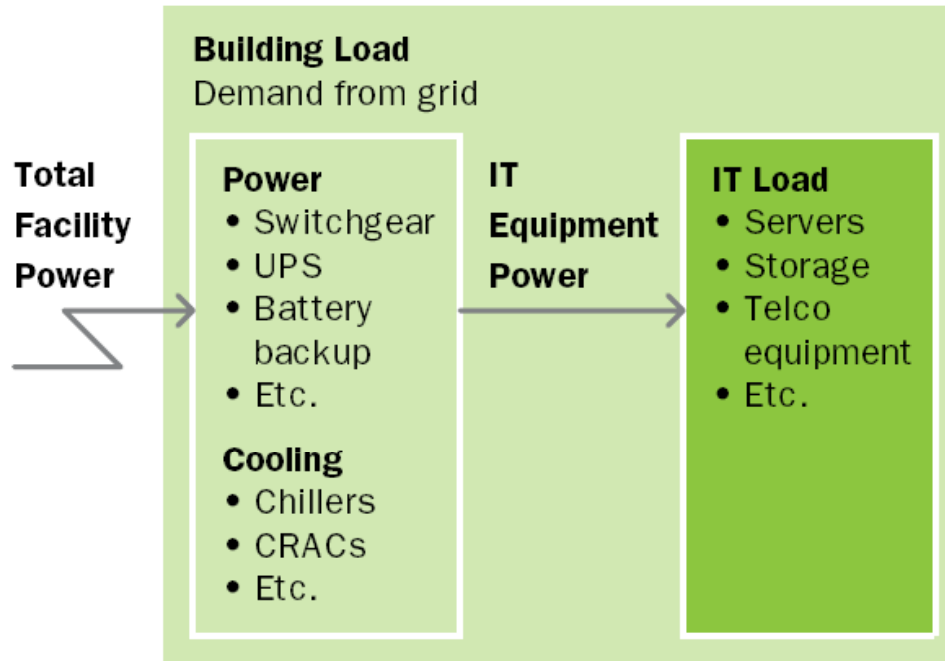 Building Load
Demand from grid
Total
Facility
Power
Power
• Switchgear
• UPS
• Battery
backup
• Etc.
Cooling
• Chillers
• CRACs
• Etc.
IT
Equipment
Power
IT Load
• Servers
• Storage
• Telco
equipment
• Etc.